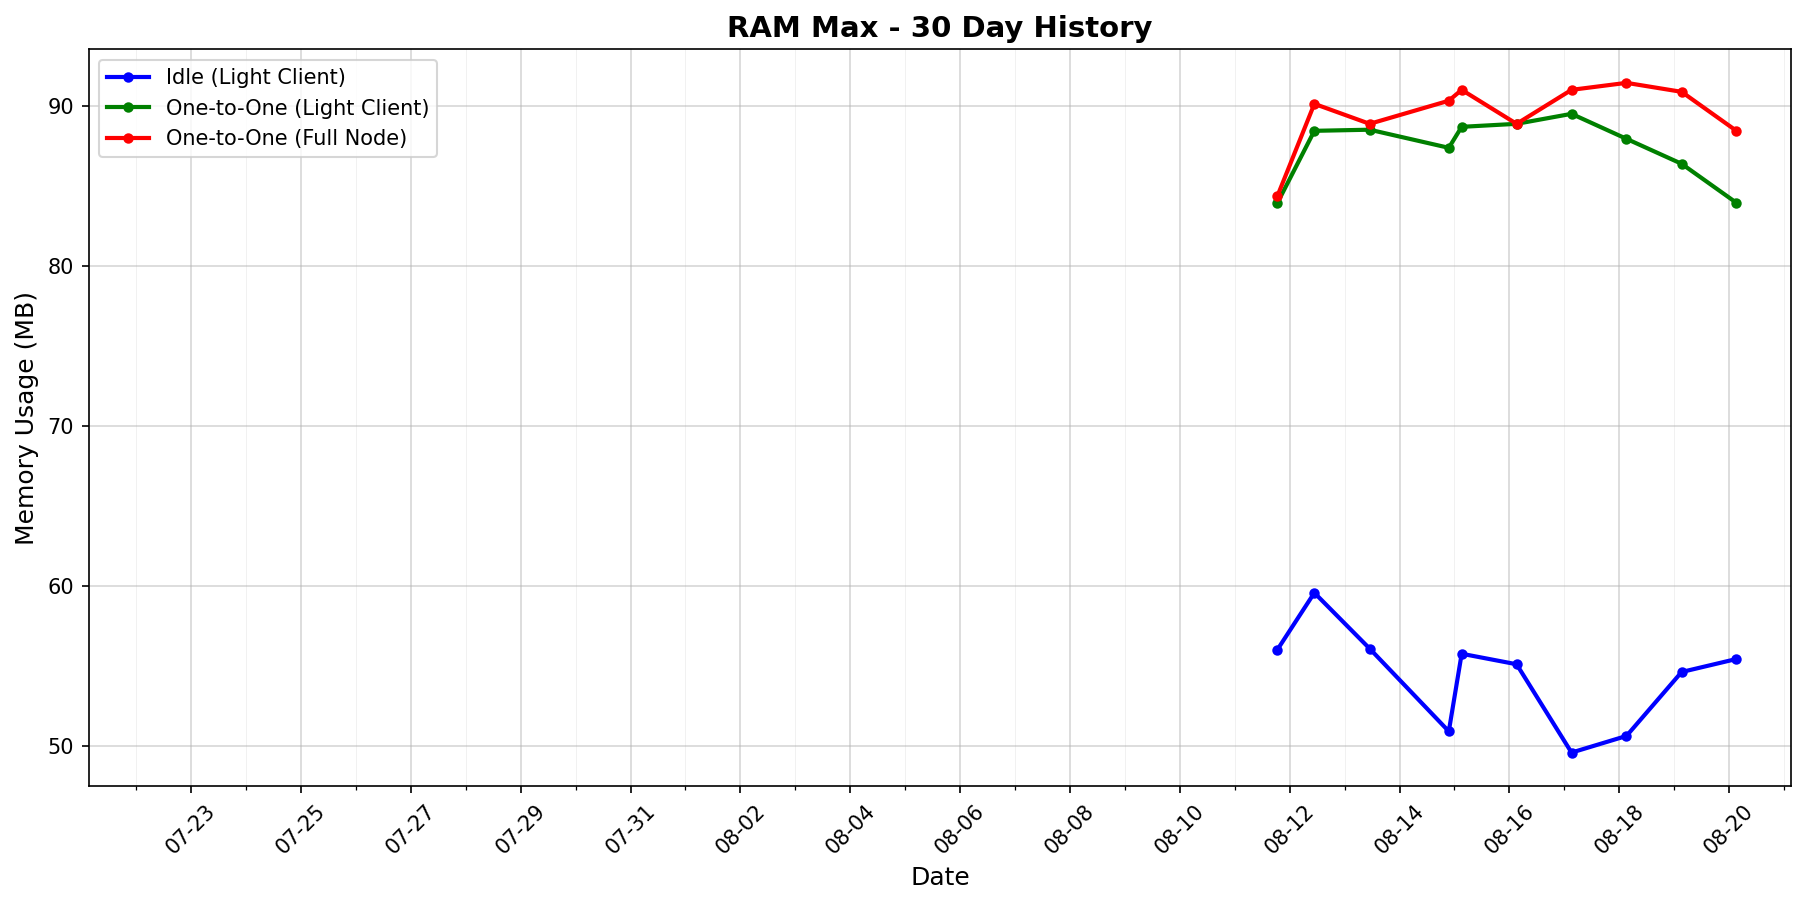 RAM Max - 30 Day History
Idle (Light Client)
One-to-One (Light Client)
One-to-One (Full Node)
Memory Usage (MB)
90
80
70
60
50
07-23 07-25 07-27 07-29 07-31 08-02 08-04 08-06 08-08 08-10 08-12 08-14 08-16 08-18 08-20
Date